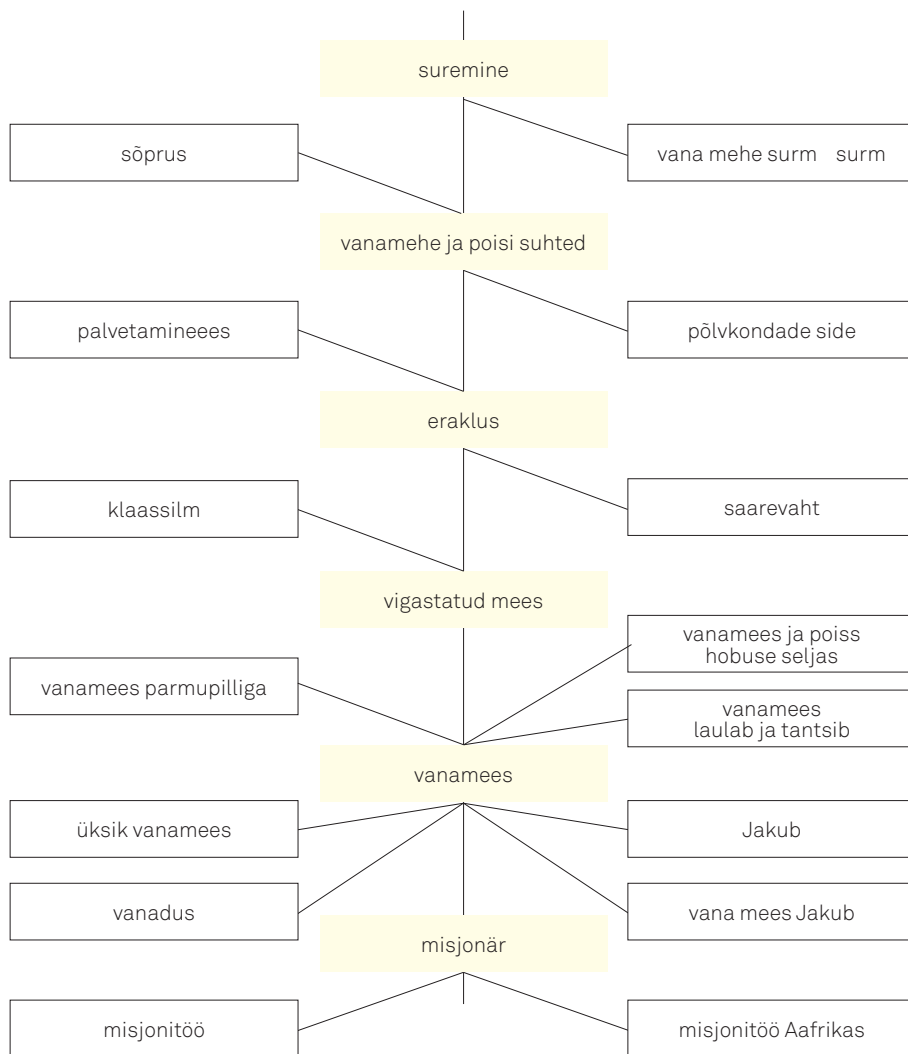 suremine
sõprus
vana mehe surm surm
vanamehe ja poisi suhted
palvetamineees
põlvkondade side
eraklus
klaassilm
saarevaht
vigastatud mees
vanamees ja poiss
hobuse seljas
vanamees parmupilliga
vanamees
laulab ja tantsib
vanamees
üksik vanamees
Jakub
vanadus
vana mees Jakub
misjonär
misjonitöö
misjonitöö Aafrikas